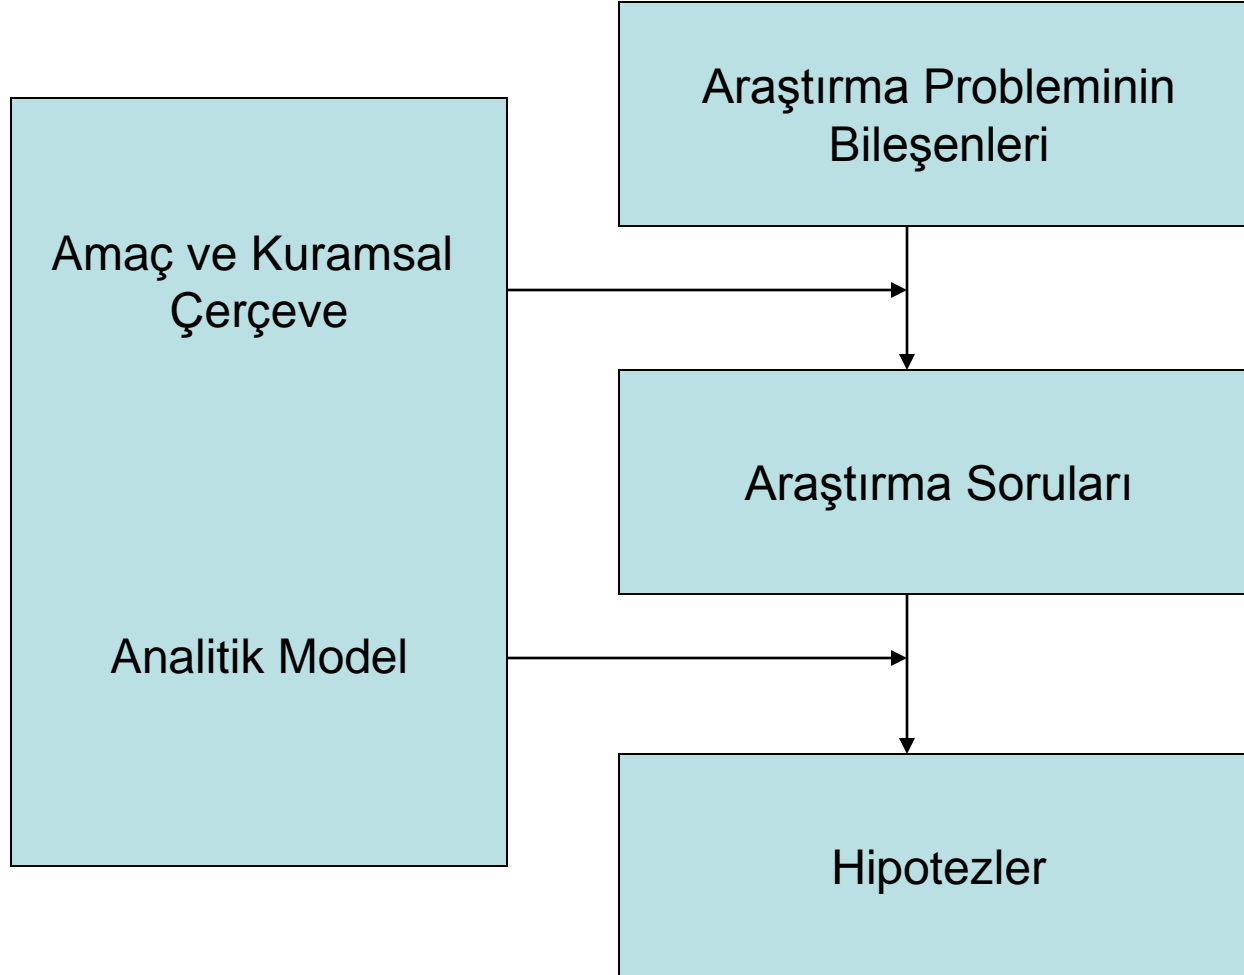 Araştırma Probleminin
Bileşenleri
Amaç ve Kuramsal
Çerçeve
Araştırma Soruları
Analitik Model
Hipotezler